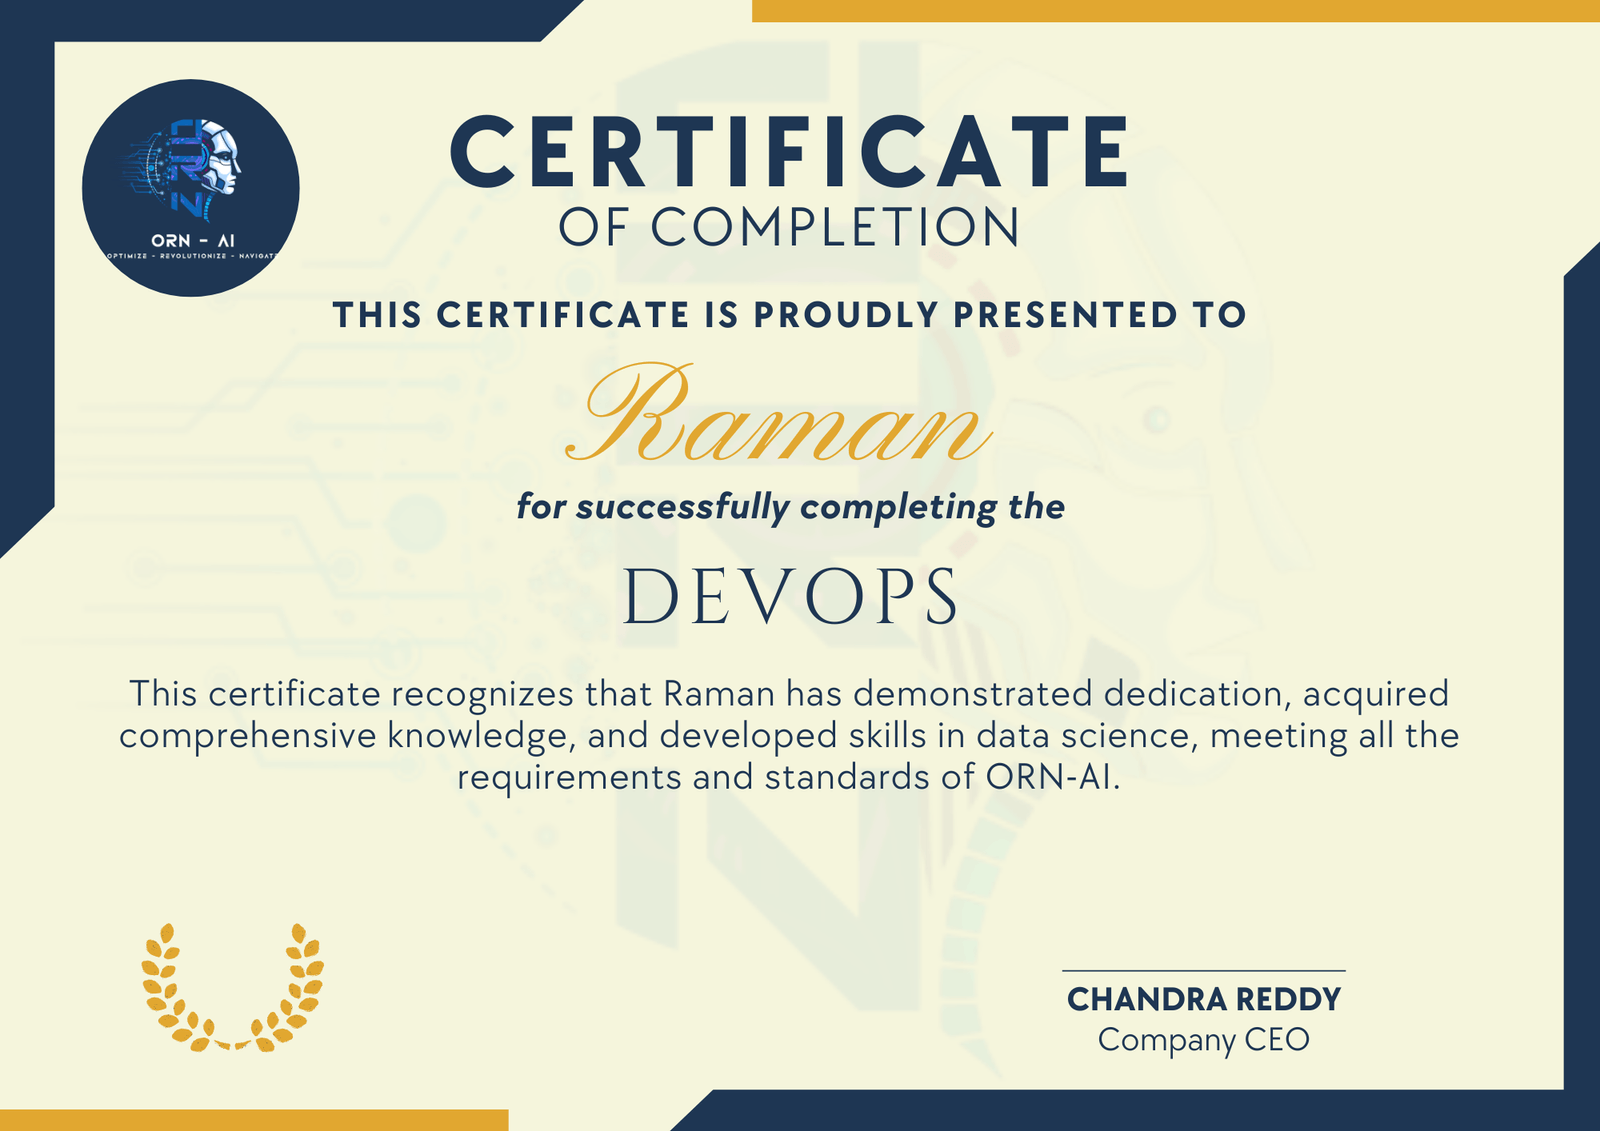 ORN - AI
OPTIMIZE - REVOLUTIONIZE - NAVIGATE
CERTIFICATE
OF COMPLETION
THIS CERTIFICATE IS PROUDLY PRESENTED TO
Raman
for successfully completing the
DEVOPS
This certificate recognizes that Raman has demonstrated dedication, acquired
comprehensive knowledge, and developed skills in data science, meeting all the
requirements and standards of ORN-AI.
CHANDRA REDDY
Company CEO